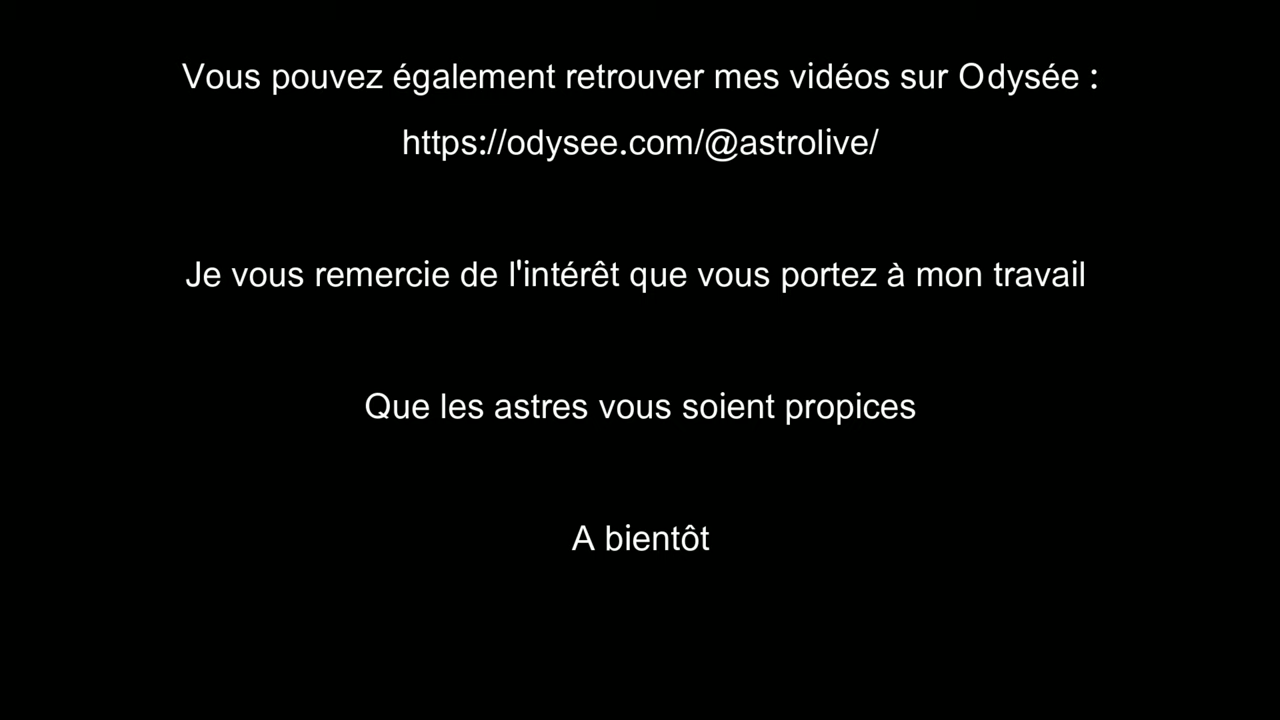 Vous pouvez également retrouver mes vidéos sur Odysée :
https://odysee.com/@astrolive/
Je vous remercie de l'intérêt que vous portez à mon travail
Que les astres vous soient propices
A bientôt